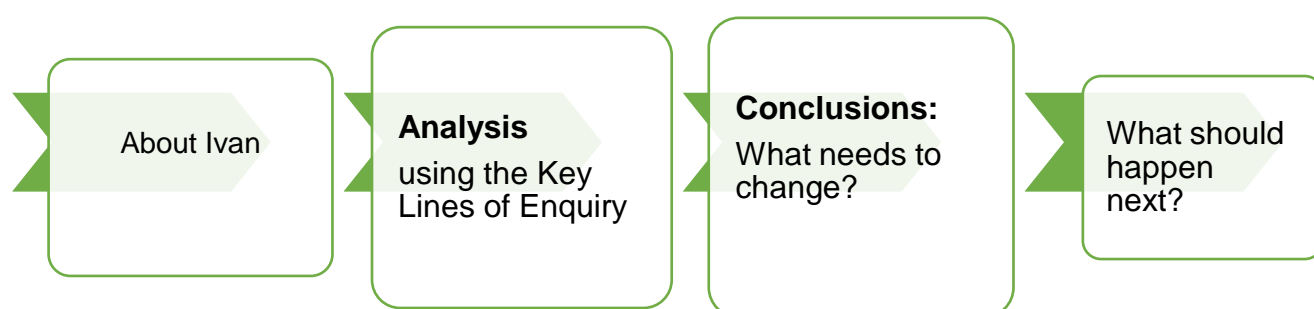 About Ivan
Analysis
using the Key
Lines of Enquiry
Conclusions:
What needs to
change?
What should
happen
next?